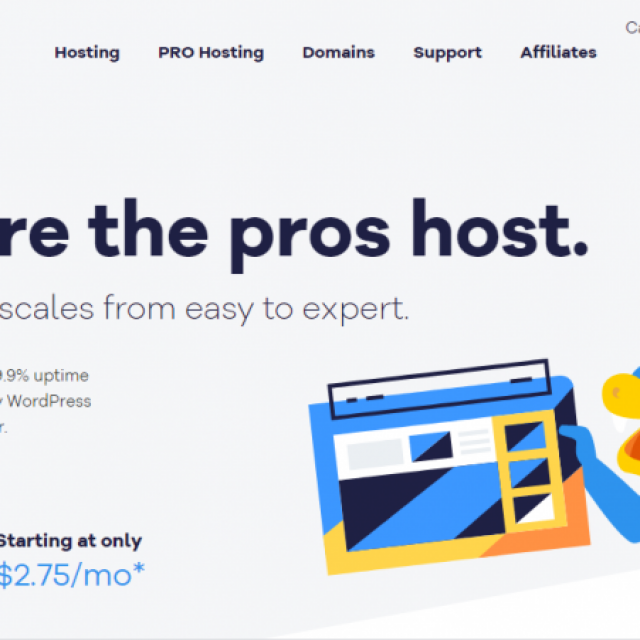 Ca
Hosting PRO Hosting Domains Support Affiliates
re the pros host.
scales from easy to expert.
9.9% uptime
y WordPress
r.
Starting at only
$2.75/mo*